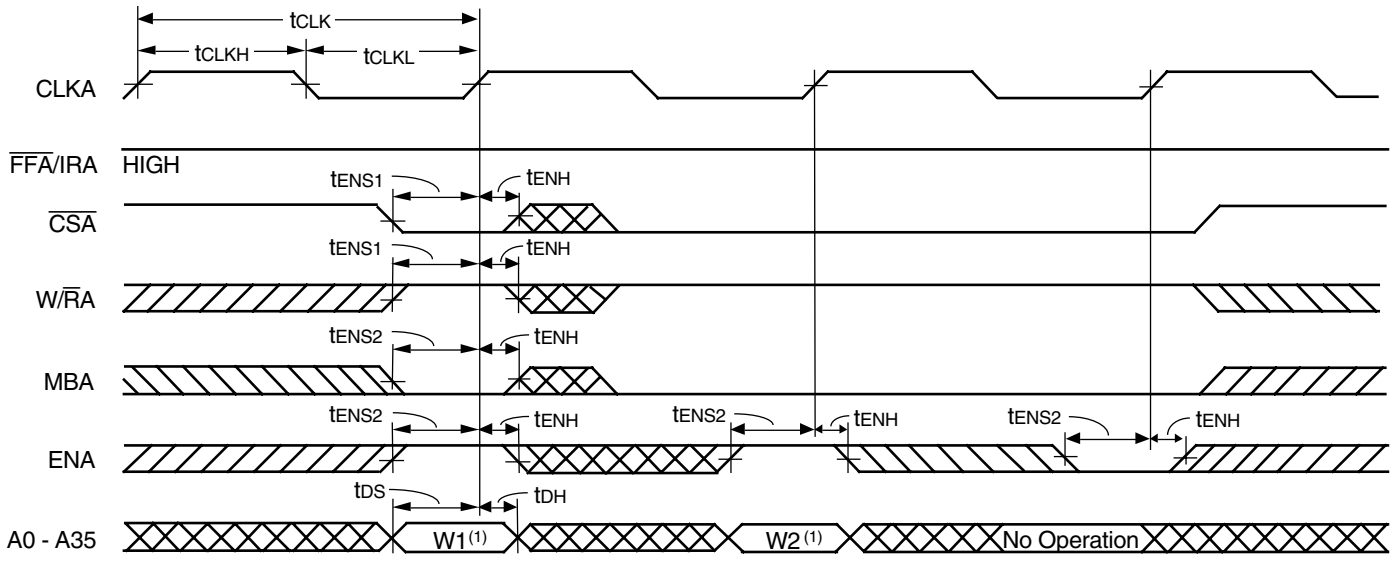 tCLK
tCLKH
tCLKL
CLKA
FFA/IRA HIGH
tENS1
tENH
CSA
tENS1
tENH
W/RA
tENS2
tENH
MBA
tENS2
tENH
tENS2
tENH
tENS2
tENH
ENA
tDS
tDH
A0 - A35
W1(1)
W2(1)
No Operation